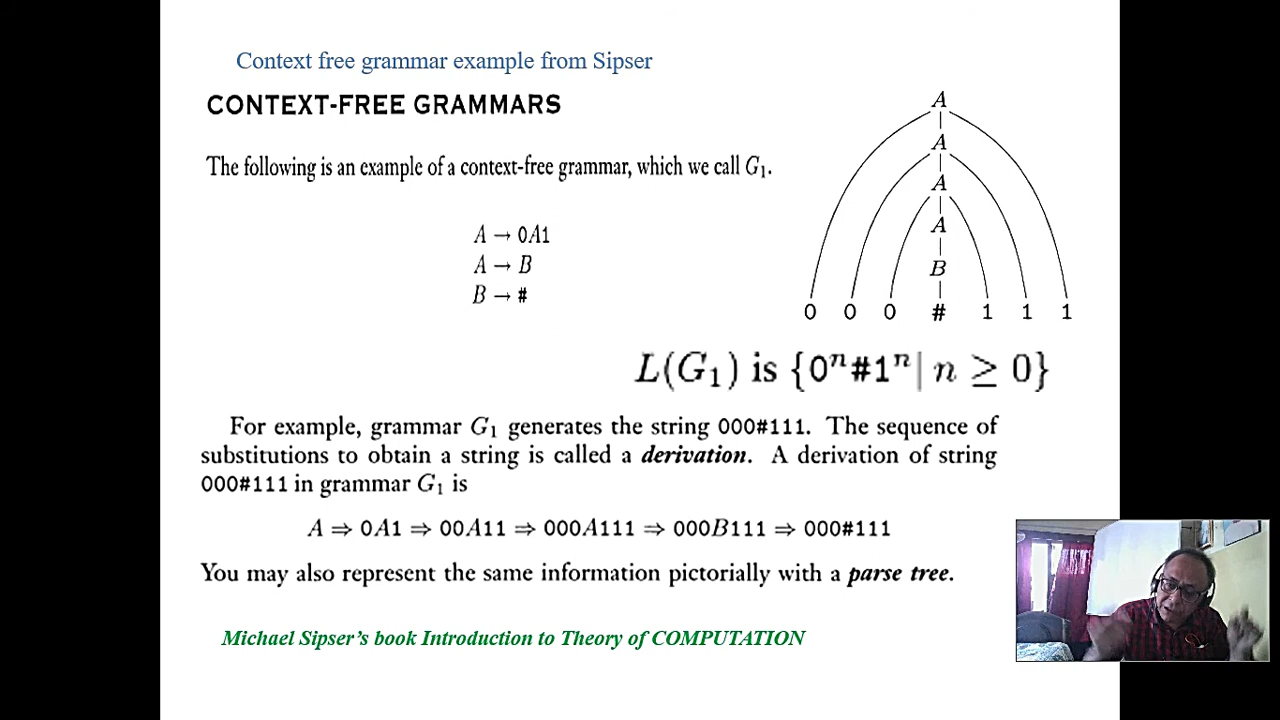 Context free grammar example from Sipser
CONTEXT-FREE GRAMMARS
The following is an example of a context-free grammar, which we call G₁.
A → 0A1
A → B
B → #
A
A
A
A
B
0 0 0 # 1 1 1
L(G₁) is {0ⁿ#1ⁿ| n ≥ 0}
For example, grammar G₁ generates the string 000#111. The sequence of
substitutions to obtain a string is called a derivation. A derivation of string
000#111 in grammar G₁ is
A ⇒ 0A1 ⇒ 00A11 ⇒ 000A111 ⇒ 000B111 ⇒ 000#111
You may also represent the same information pictorially with a parse tree.
Michael Sipser's book Introduction to Theory of COMPUTATION